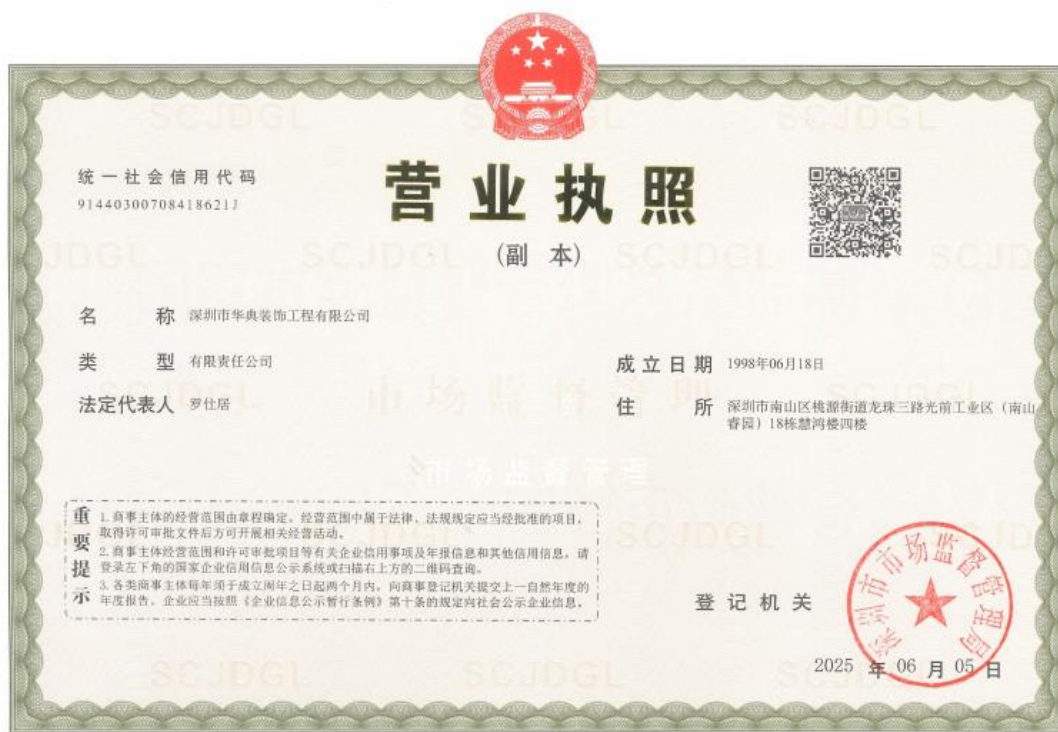 统一社会信用代码
91440300708418621J
营业执照
(副 本)
名 称 深圳市华典装饰工程有限公司
类 型 有限责任公司
法定代表人 罗仕居
成立日期 1998年06月18日
住 所 深圳市南山区桃源街道龙珠三路光前工业区(南山
睿园)18栋慧鸿楼四楼
重要提示
1.商事主体的经营范围由章程确定。经营范围中属于法律、法规规定应当经批准的项目,
取得许可审批文件后方可开展相关经营活动。
2.商事主体经营范围和许可审批项目等有关企业信用事项及年报信息和其他信用信息,请
登录左下角的国家企业信用信息公示系统或扫描右上方的二维码查询。
3.各类商事主体每年须于成立周年之日起两个月内,向商事登记机关提交上一自然年度的
年度报告。企业应当按照《企业信息公示暂行条例》第十条的规定向社会公示企业信息。
登记机关
深圳市市场监督管理局
2025 年 06 月 05 日
SCJDGL
市场监督管理
市场监督管理